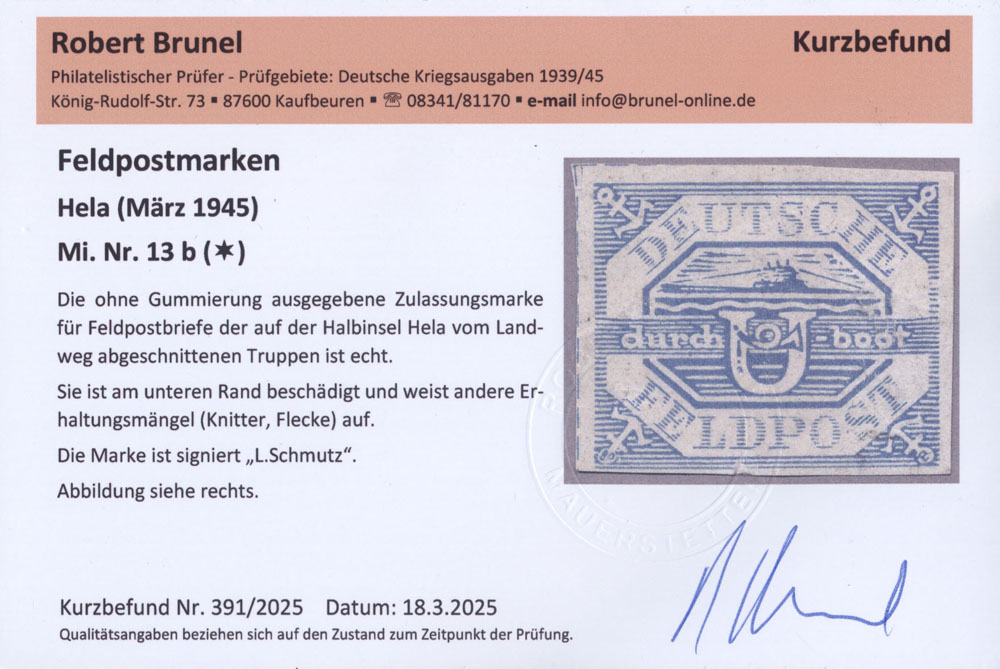 Robert Brunel
Kurzbefund
Philatelistischer Prüfer - Prüfgebiete: Deutsche Kriegsausgaben 1939/45
König-Rudolf-Str. 73 ▪ 87600 Kaufbeuren ▪ ☏ 08341/81170 ▪ e-mail info@brunel-online.de
Feldpostmarken
Hela (März 1945)
Mi. Nr. 13 b (✶)
Die ohne Gummierung ausgegebene Zulassungsmarke
für Feldpostbriefe der auf der Halbinsel Hela vom Land-
weg abgeschnittenen Truppen ist echt.
Sie ist am unteren Rand beschädigt und weist andere Er-
haltungsmängel (Knitter, Flecke) auf.
Die Marke ist signiert „L.Schmutz“.
Abbildung siehe rechts.
DEUTSCHE
durch U-boot
FELDPOST
MAUERSTETTEN
Kurzbefund Nr. 391/2025 Datum: 18.3.2025
Qualitätsangaben beziehen sich auf den Zustand zum Zeitpunkt der Prüfung.